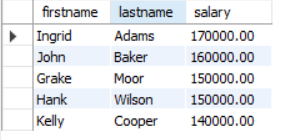 firstname lastname salary
Ingrid Adams 170000.00
John Baker 160000.00
Grake Moor 150000.00
Hank Wilson 150000.00
Kelly Cooper 140000.00